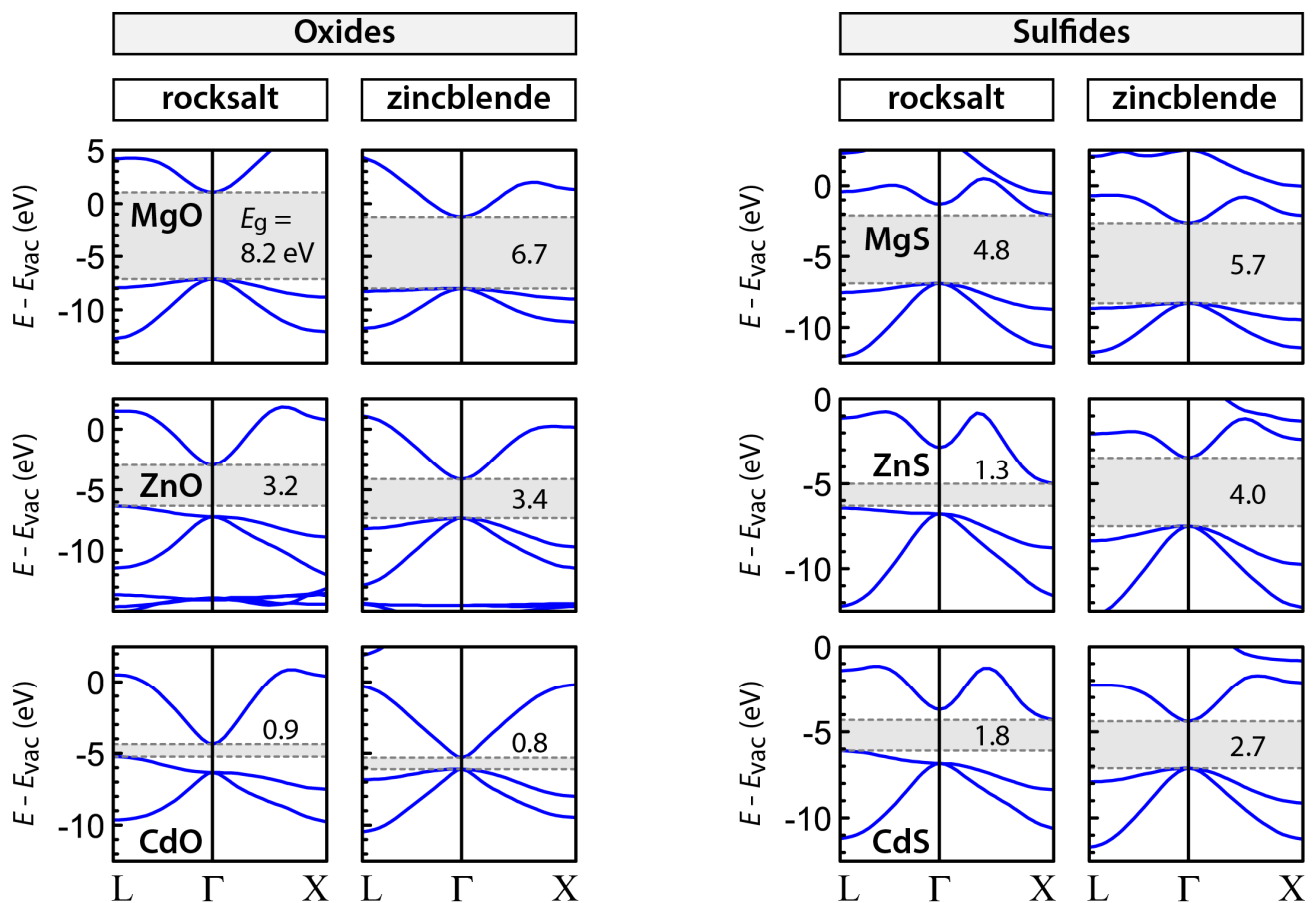 Oxides
Sulfides
rocksalt
zincblende
rocksalt
zincblende
E – Evac (eV)
5
0
-5
-10
MgO
Eg =
8.2 eV
6.7
E – Evac (eV)
0
-5
-10
MgS
4.8
5.7
E – Evac (eV)
0
-5
-10
ZnO
3.2
3.4
E – Evac (eV)
0
-5
-10
ZnS
1.3
4.0
E – Evac (eV)
0
-5
-10
CdO
0.9
0.8
E – Evac (eV)
0
-5
-10
CdS
1.8
2.7
L Γ X
L Γ X
L Γ X
L Γ X